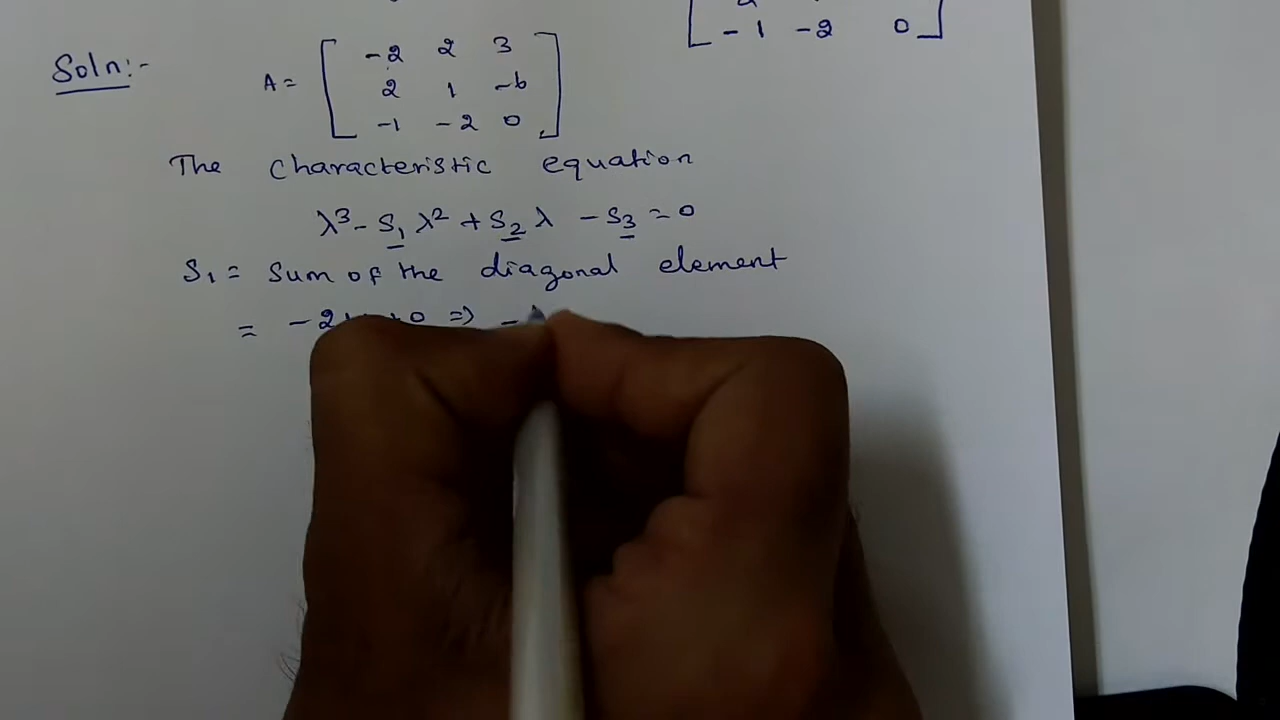 -1 -2 0
Soln:-
A = [ -2 2 3
2 1 -6
-1 -2 0 ]
The characteristic equation
λ³ - S₁ λ² + S₂ λ - S₃ = 0
S₁ = Sum of the diagonal element
= -2 + 0 ⇒ -